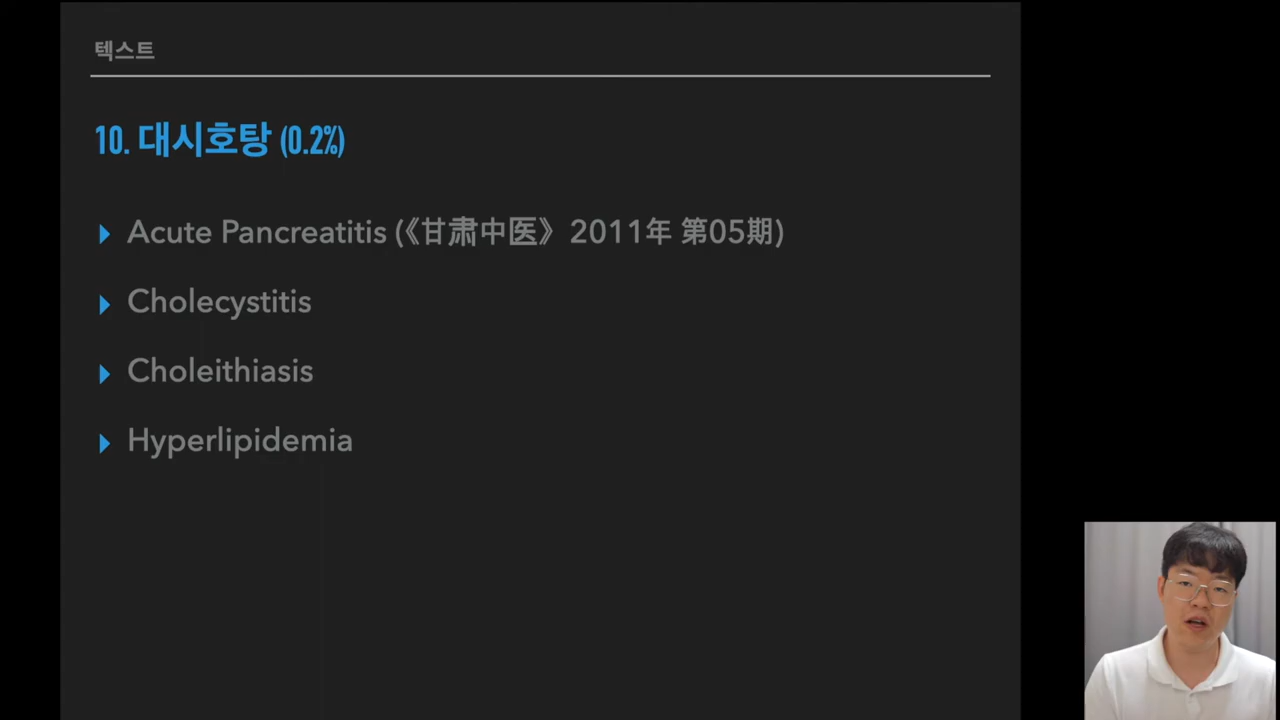 텍스트
10. 대시호탕 (0.2%)
Acute Pancreatitis (《甘肃中医》 2011年 第05期)
Cholecystitis
Choleithiasis
Hyperlipidemia